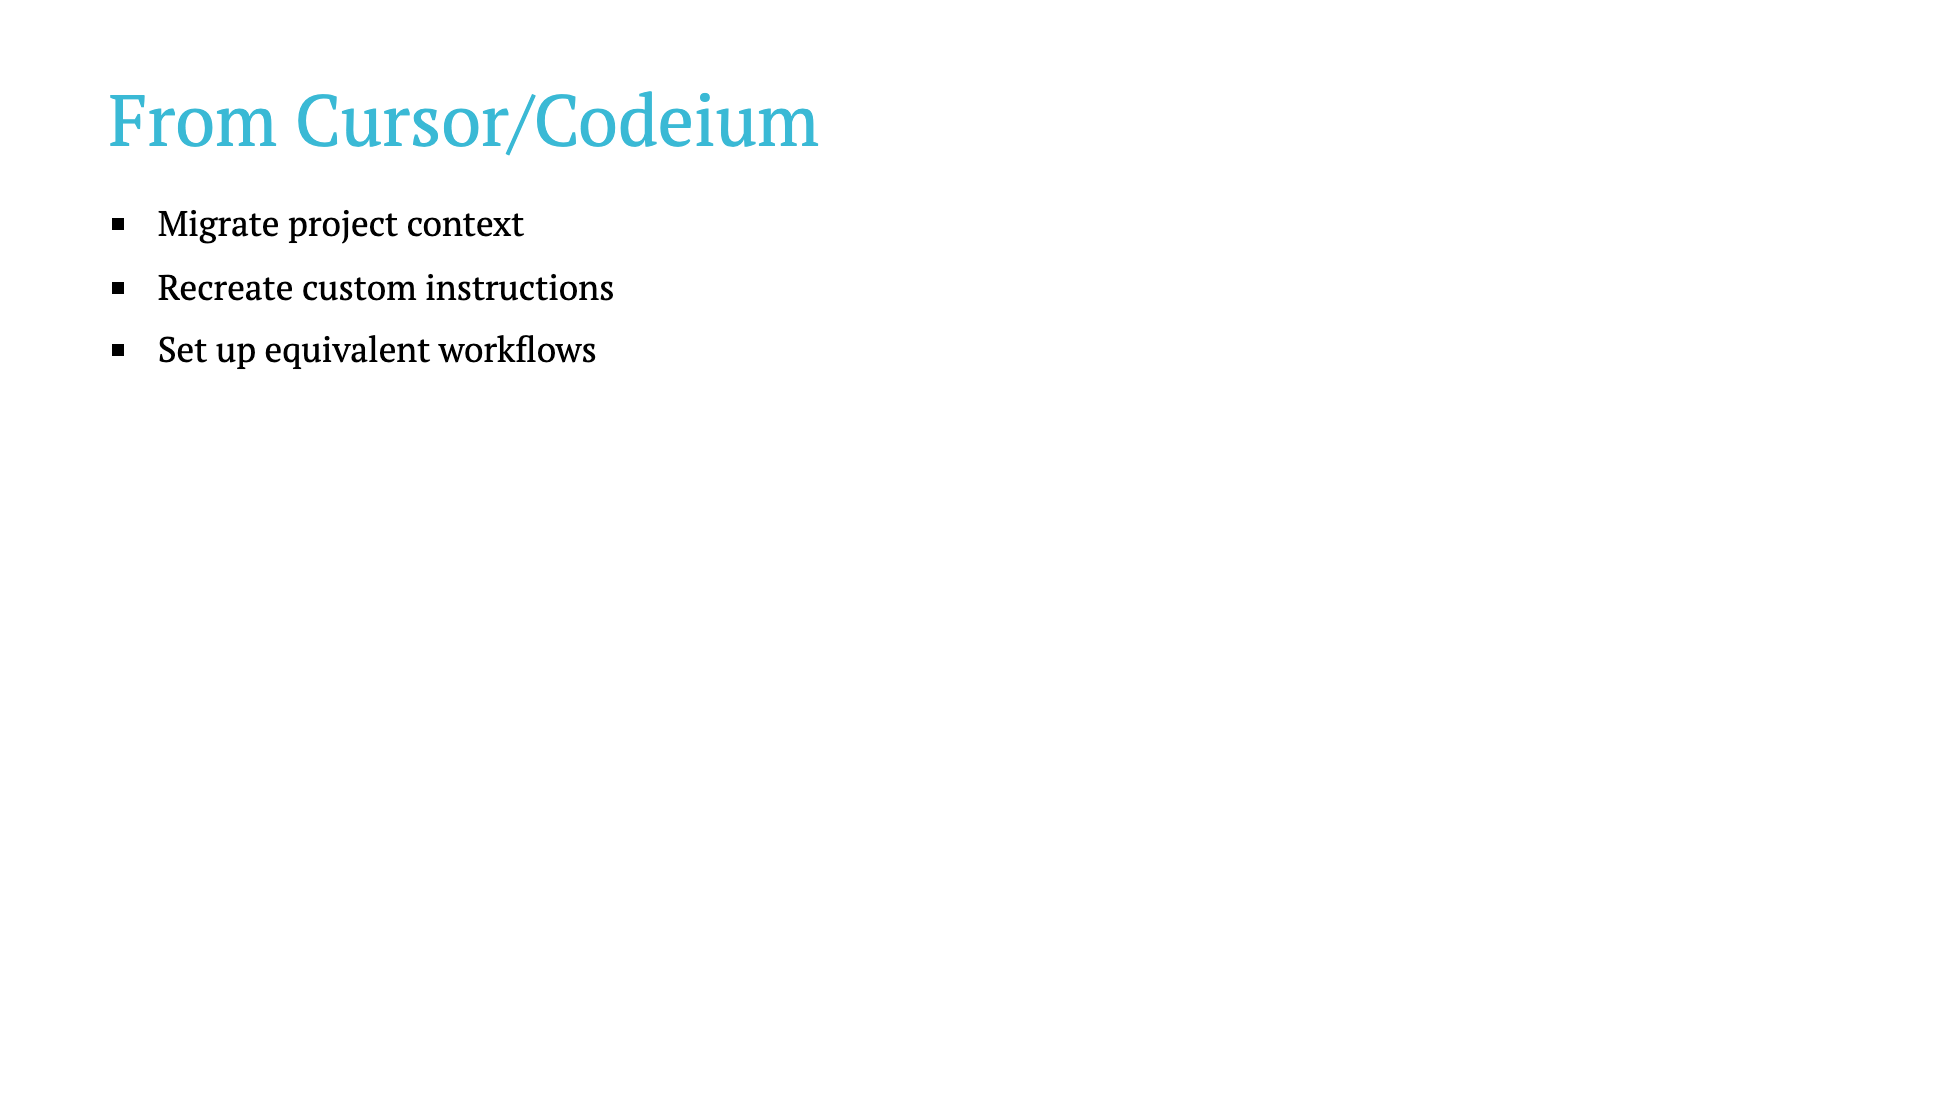 From Cursor/Codeium
▪ Migrate project context
▪ Recreate custom instructions
▪ Set up equivalent workflows